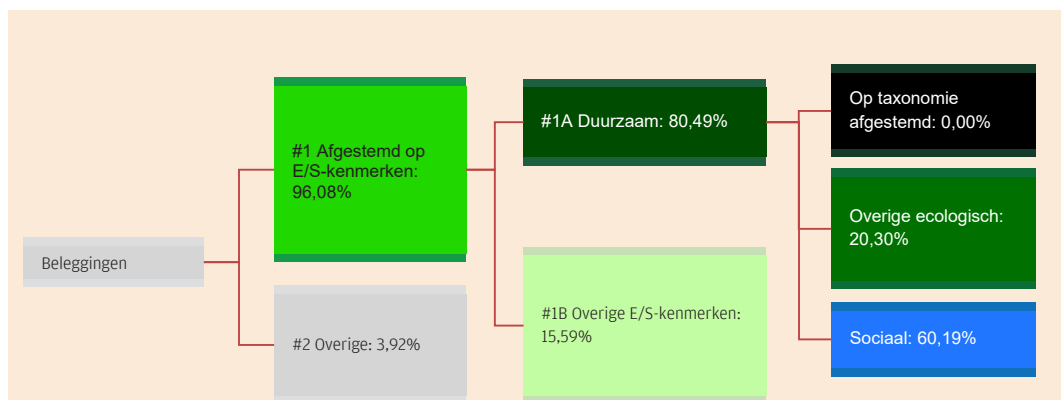 Beleggingen
#1 Afgestemd op
E/S-kenmerken:
96,08%
#2 Overige: 3,92%
#1A Duurzaam: 80,49%
#1B Overige E/S-kenmerken:
15,59%
Op taxonomie
afgestemd: 0,00%
Overige ecologisch:
20,30%
Sociaal: 60,19%